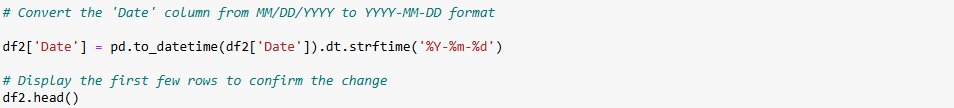 # Convert the 'Date' column from MM/DD/YYYY to YYYY-MM-DD format
df2['Date'] = pd.to_datetime(df2['Date']).dt.strftime('%Y-%m-%d')
# Display the first few rows to confirm the change
df2.head()